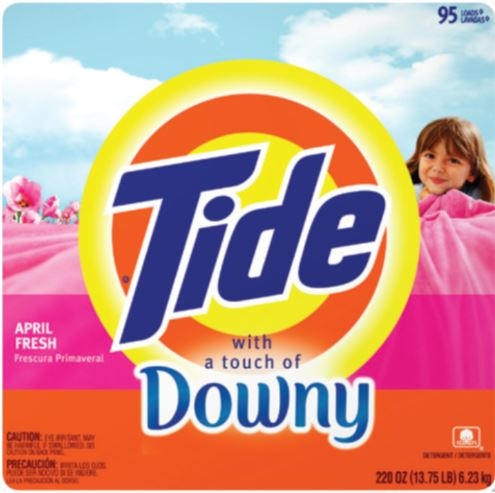 95 LOADS◊
LAVADAS◊
Tide
®
with
a touch of
Downy
APRIL
FRESH
Frescura Primaveral
CAUTION: EYE IRRITANT. MAY
BE HARMFUL IF SWALLOWED. SEE
CAUTION ON BACK PANEL.
PRECAUCIÓN: IRRITA LOS OJOS.
PUEDE SER NOCIVO SI SE INGIERE.
LEA LA PRECAUCIÓN AL DORSO.
DETERGENT / DETERGENTE
220 OZ (13.75 LB) 6.23 kg